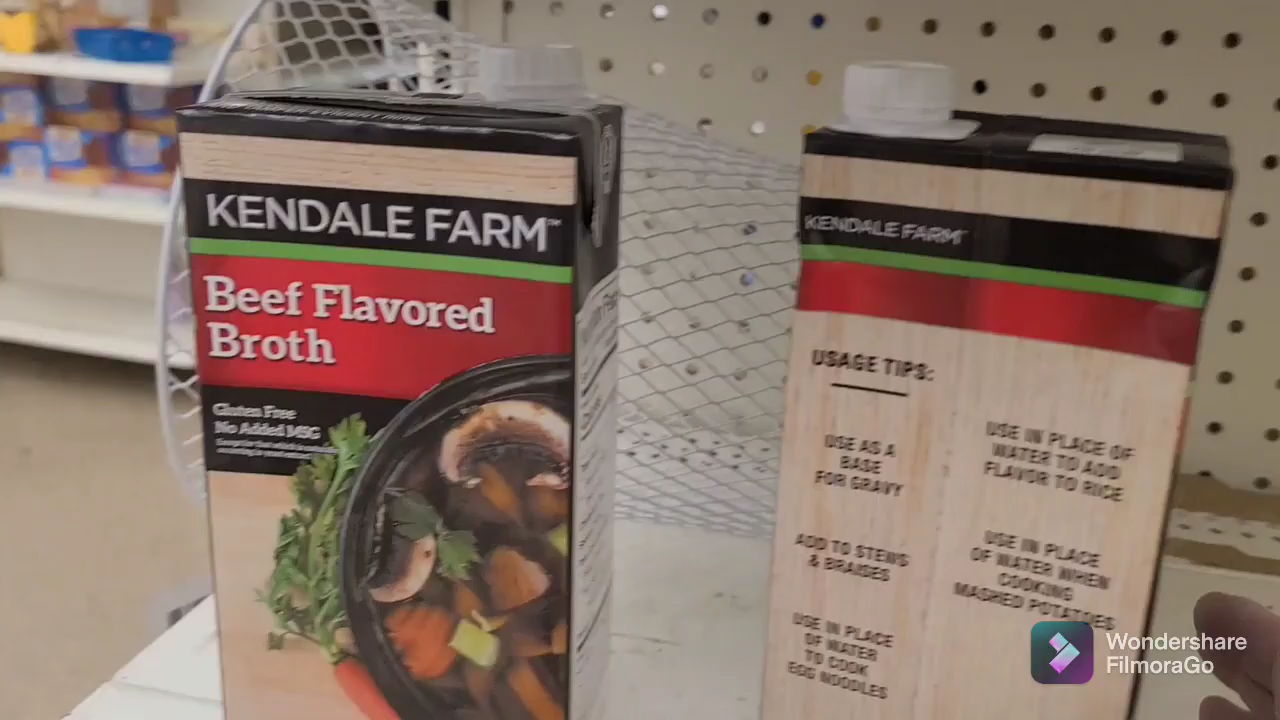 KENDALE FARM™
Beef Flavored
Broth
Gluten Free
No Added MSG
KENDALE FARM
USAGE TIPS:
USE AS A
BASE
FOR GRAVY
ADD TO STEWS
& BRAISES
USE IN PLACE
OF WATER
TO COOK
EGG NOODLES
USE IN PLACE OF
WATER TO ADD
FLAVOR TO RICE
USE IN PLACE
OF WATER WHEN
COOKING
MASHED POTATOES
Wondershare
FilmoraGo